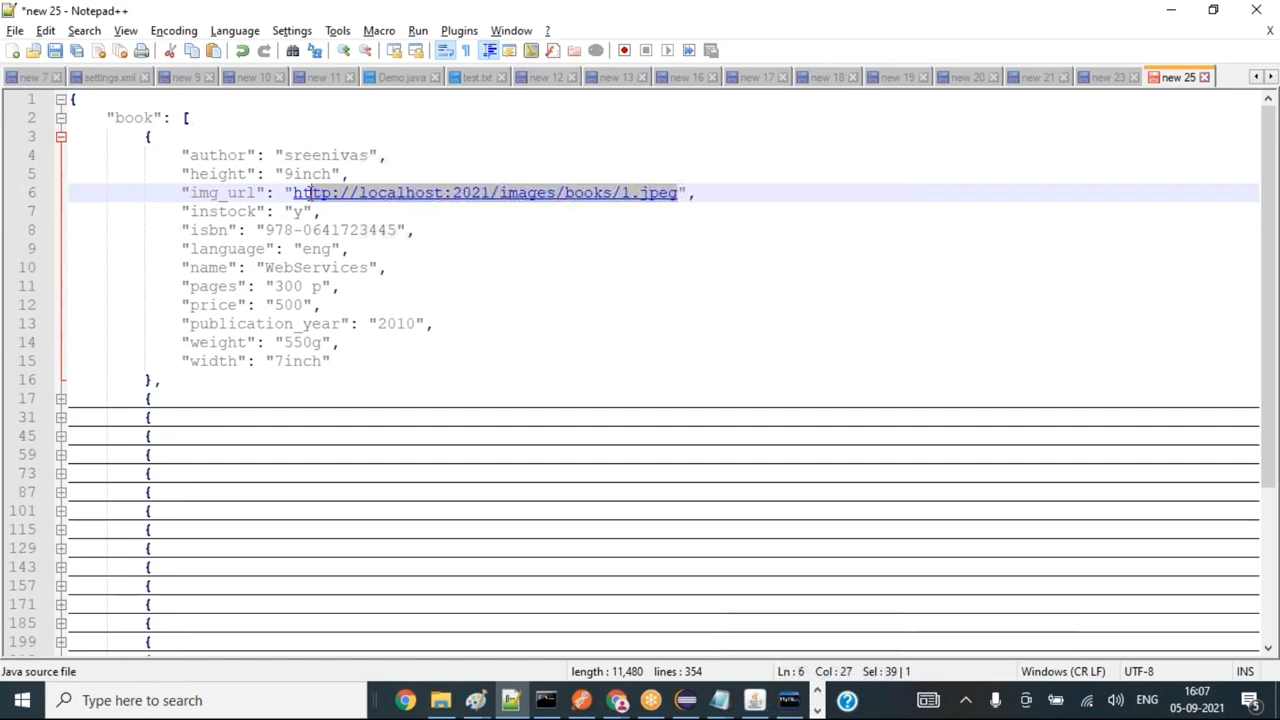 *new 25 - Notepad++
File Edit Search View Encoding Language Settings Tools Macro Run Plugins Window ? X
new 7 settings.xml new 9 new 10 new 11 Demo.java test.txt new 12 new 13 new 16 new 17 new 18 new 19 new 20 new 21 new 23 new 25
1 {
2 "book": [
3 {
4 "author": "sreenivas",
5 "height": "9inch",
6 "img_url": "http://localhost:2021/images/books/1.jpeg",
7 "instock": "y",
8 "isbn": "978-0641723445",
9 "language": "eng",
10 "name": "WebServices",
11 "pages": "300 p",
12 "price": "500",
13 "publication_year": "2010",
14 "weight": "550g",
15 "width": "7inch"
16 },
17 {
31 {
45 {
59 {
73 {
87 {
101 {
115 {
129 {
143 {
157 {
171 {
185 {
199 {
Java source file length : 11,480 lines : 354 Ln : 6 Col : 27 Sel : 39 | 1 Windows (CR LF) UTF-8 INS
Type here to search ENG 16:07
05-09-2021 5